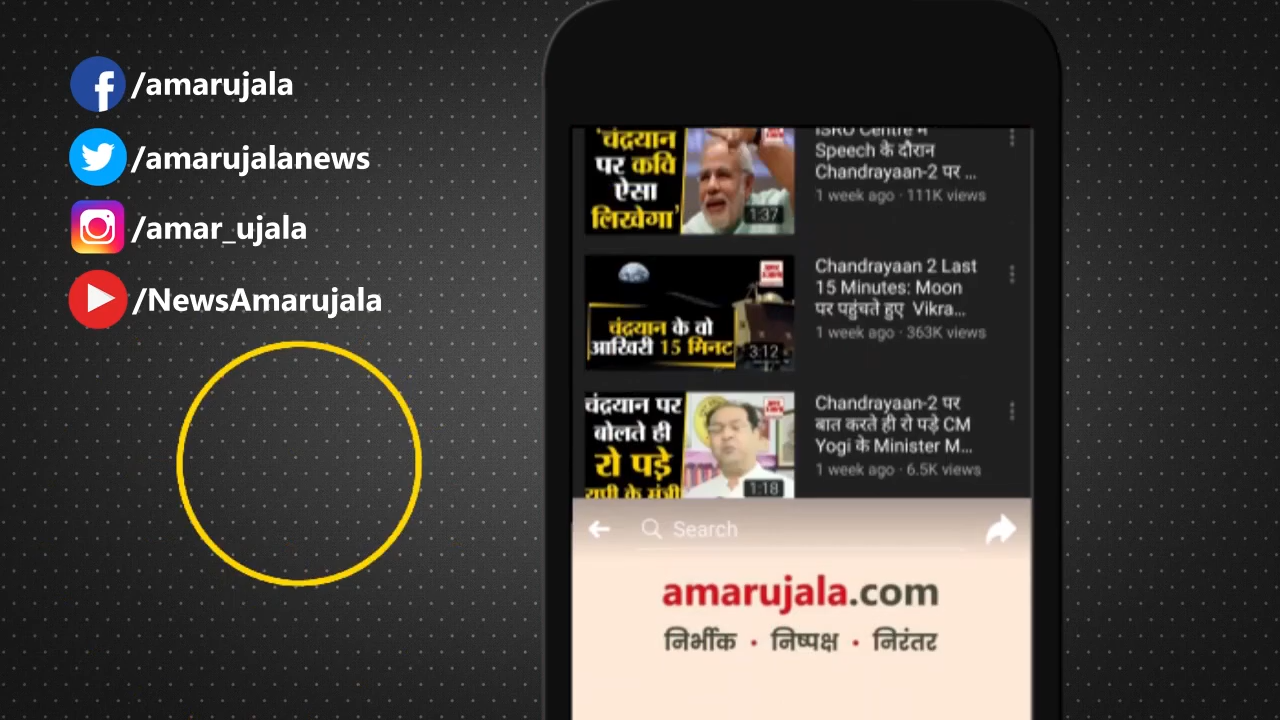 /amarujala
/amarujalanews
/amar_ujala
/NewsAmarujala
'चंद्रयान
पर कवि
ऐसा
लिखेगा'
1:37
ISRO Centre में
Speech के दौरान
Chandrayaan-2 पर ...
1 week ago · 111K views
चंद्रयान के वो
आखिरी 15 मिनट
3:12
Chandrayaan 2 Last
15 Minutes: Moon
पर पहुंचते हुए Vikra...
1 week ago · 363K views
चंद्रयान पर
बोलते ही
रो पड़े
यूपी के मंत्री
1:18
Chandrayaan-2 पर
बात करते ही रो पड़े CM
Yogi के Minister M...
1 week ago · 6.5K views
Search
amarujala.com
निर्भीक • निष्पक्ष • निरंतर